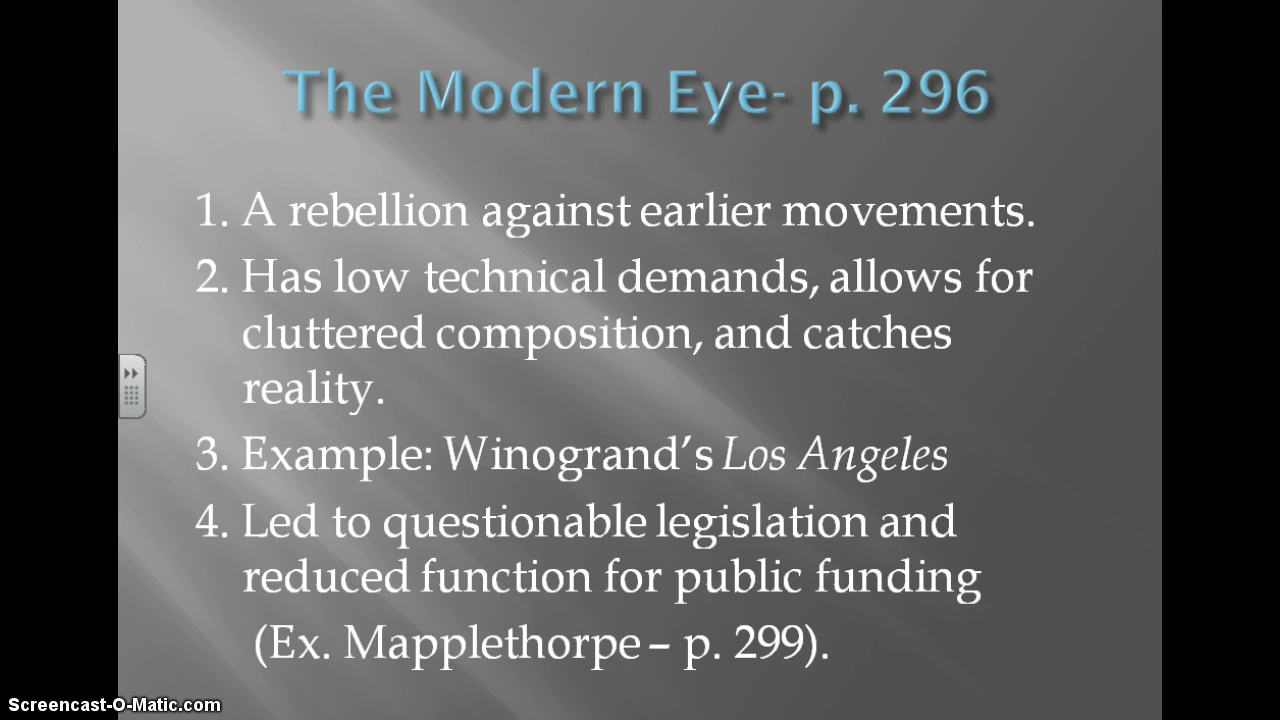 The Modern Eye- p. 296
1. A rebellion against earlier movements.
2. Has low technical demands, allows for
cluttered composition, and catches
reality.
3. Example: Winogrand’s Los Angeles
4. Led to questionable legislation and
reduced function for public funding
(Ex. Mapplethorpe – p. 299).
Screencast-O-Matic.com